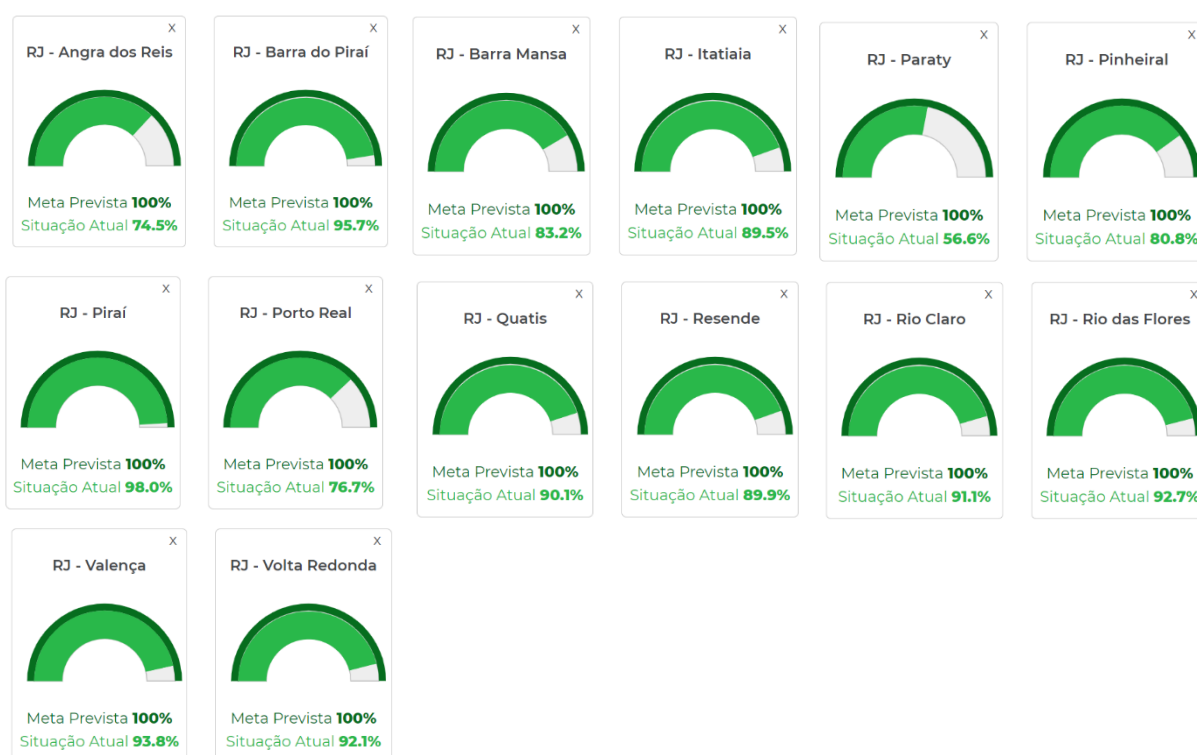 X
RJ - Angra dos Reis
Meta Prevista 100%
Situação Atual 74.5%
X
RJ - Barra do Piraí
Meta Prevista 100%
Situação Atual 95.7%
X
RJ - Barra Mansa
Meta Prevista 100%
Situação Atual 83.2%
X
RJ - Itatiaia
Meta Prevista 100%
Situação Atual 89.5%
X
RJ - Paraty
Meta Prevista 100%
Situação Atual 56.6%
X
RJ - Pinheiral
Meta Prevista 100%
Situação Atual 80.8%
X
RJ - Piraí
Meta Prevista 100%
Situação Atual 98.0%
X
RJ - Porto Real
Meta Prevista 100%
Situação Atual 76.7%
X
RJ - Quatis
Meta Prevista 100%
Situação Atual 90.1%
X
RJ - Resende
Meta Prevista 100%
Situação Atual 89.9%
X
RJ - Rio Claro
Meta Prevista 100%
Situação Atual 91.1%
X
RJ - Rio das Flores
Meta Prevista 100%
Situação Atual 92.7%
X
RJ - Valença
Meta Prevista 100%
Situação Atual 93.8%
X
RJ - Volta Redonda
Meta Prevista 100%
Situação Atual 92.1%